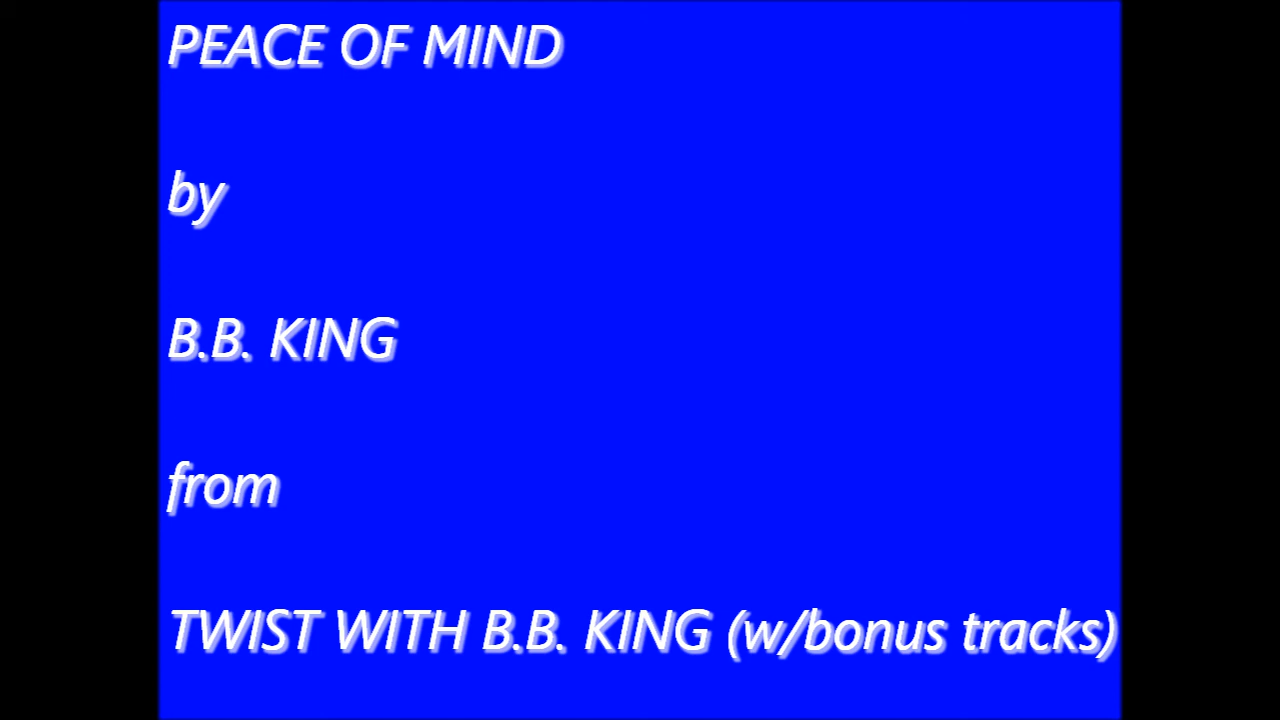 PEACE OF MIND
by
B.B. KING
from
TWIST WITH B.B. KING (w/bonus tracks)